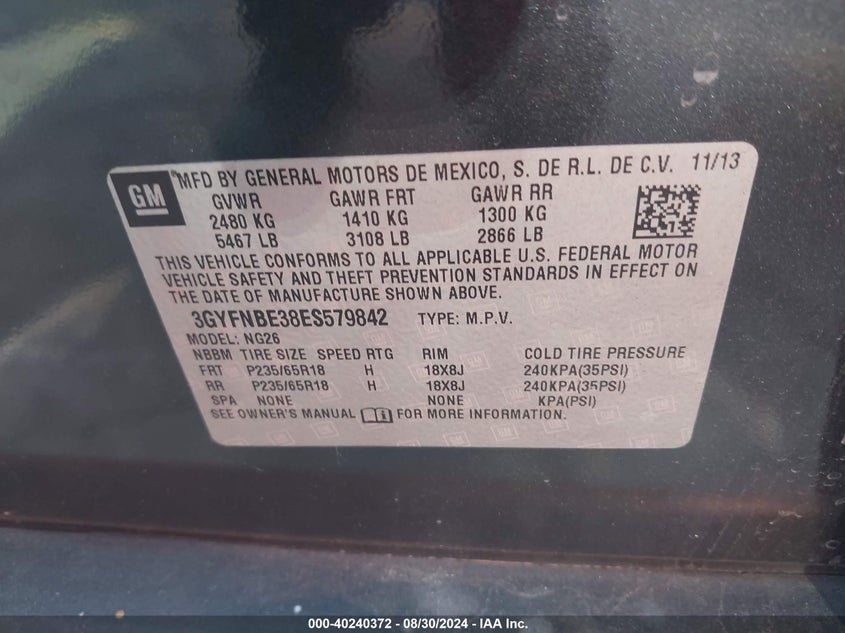 GM
MFD BY GENERAL MOTORS DE MEXICO, S. DE R.L. DE C.V. 11/13
GVWR GAWR FRT GAWR RR
2480 KG 1410 KG 1300 KG
5467 LB 3108 LB 2866 LB
THIS VEHICLE CONFORMS TO ALL APPLICABLE U.S. FEDERAL MOTOR
VEHICLE SAFETY AND THEFT PREVENTION STANDARDS IN EFFECT ON
THE DATE OF MANUFACTURE SHOWN ABOVE.
3GYFNBE38ES579842 TYPE: M.P.V.
MODEL: NG26
NBBM TIRE SIZE SPEED RTG RIM COLD TIRE PRESSURE
FRT P235/65R18 H 18X8J 240KPA(35PSI)
RR P235/65R18 H 18X8J 240KPA(35PSI)
SPA NONE NONE KPA(PSI)
SEE OWNER'S MANUAL i FOR MORE INFORMATION.
000-40240372 - 08/30/2024 - IAA Inc.